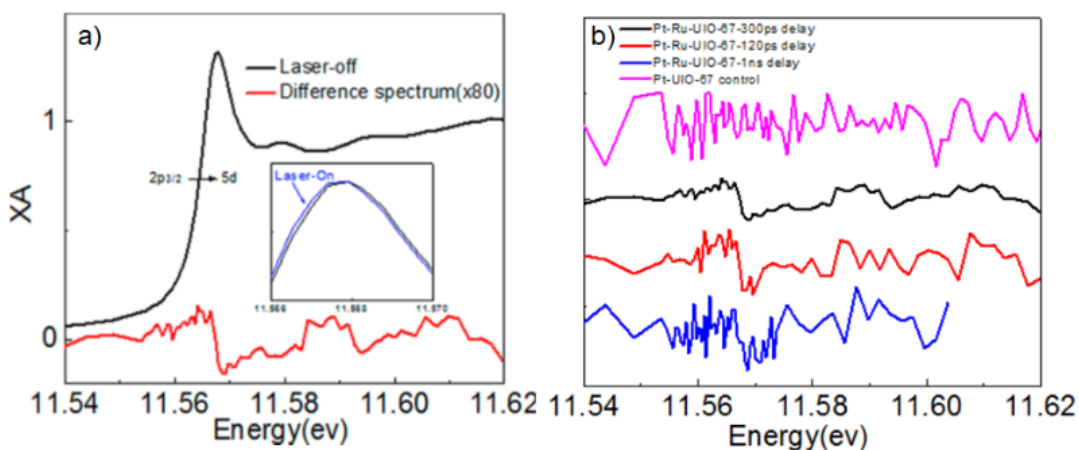 a)
Laser-off
Difference spectrum(x80)
1
2p3/2 → 5d
XA
Laser-On
11.566 11.568 11.570
0
11.54 11.56 11.58 11.60 11.62
Energy(ev)
b)
Pt-Ru-UIO-67-300ps delay
Pt-Ru-UIO-67-120ps delay
Pt-Ru-UIO-67-1ns delay
Pt-UIO-67 control
11.54 11.56 11.58 11.60 11.62
Energy(ev)